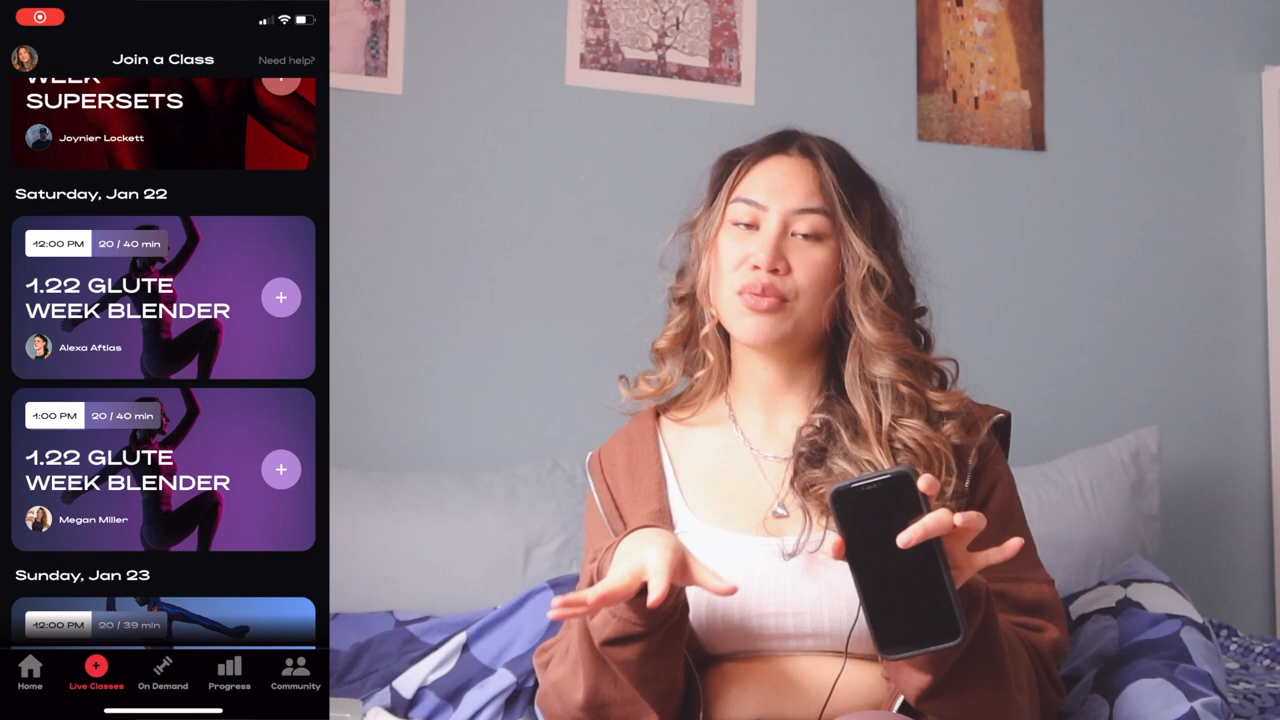 Join a Class
Need help?
WEEK
SUPERSETS
Joynier Lockett
Saturday, Jan 22
12:00 PM
20 / 40 min
1.22 GLUTE
WEEK BLENDER
Alexa Aftias
1:00 PM
20 / 40 min
1.22 GLUTE
WEEK BLENDER
Megan Miller
Sunday, Jan 23
12:00 PM
20 / 39 min
Home
Live Classes
On Demand
Progress
Community